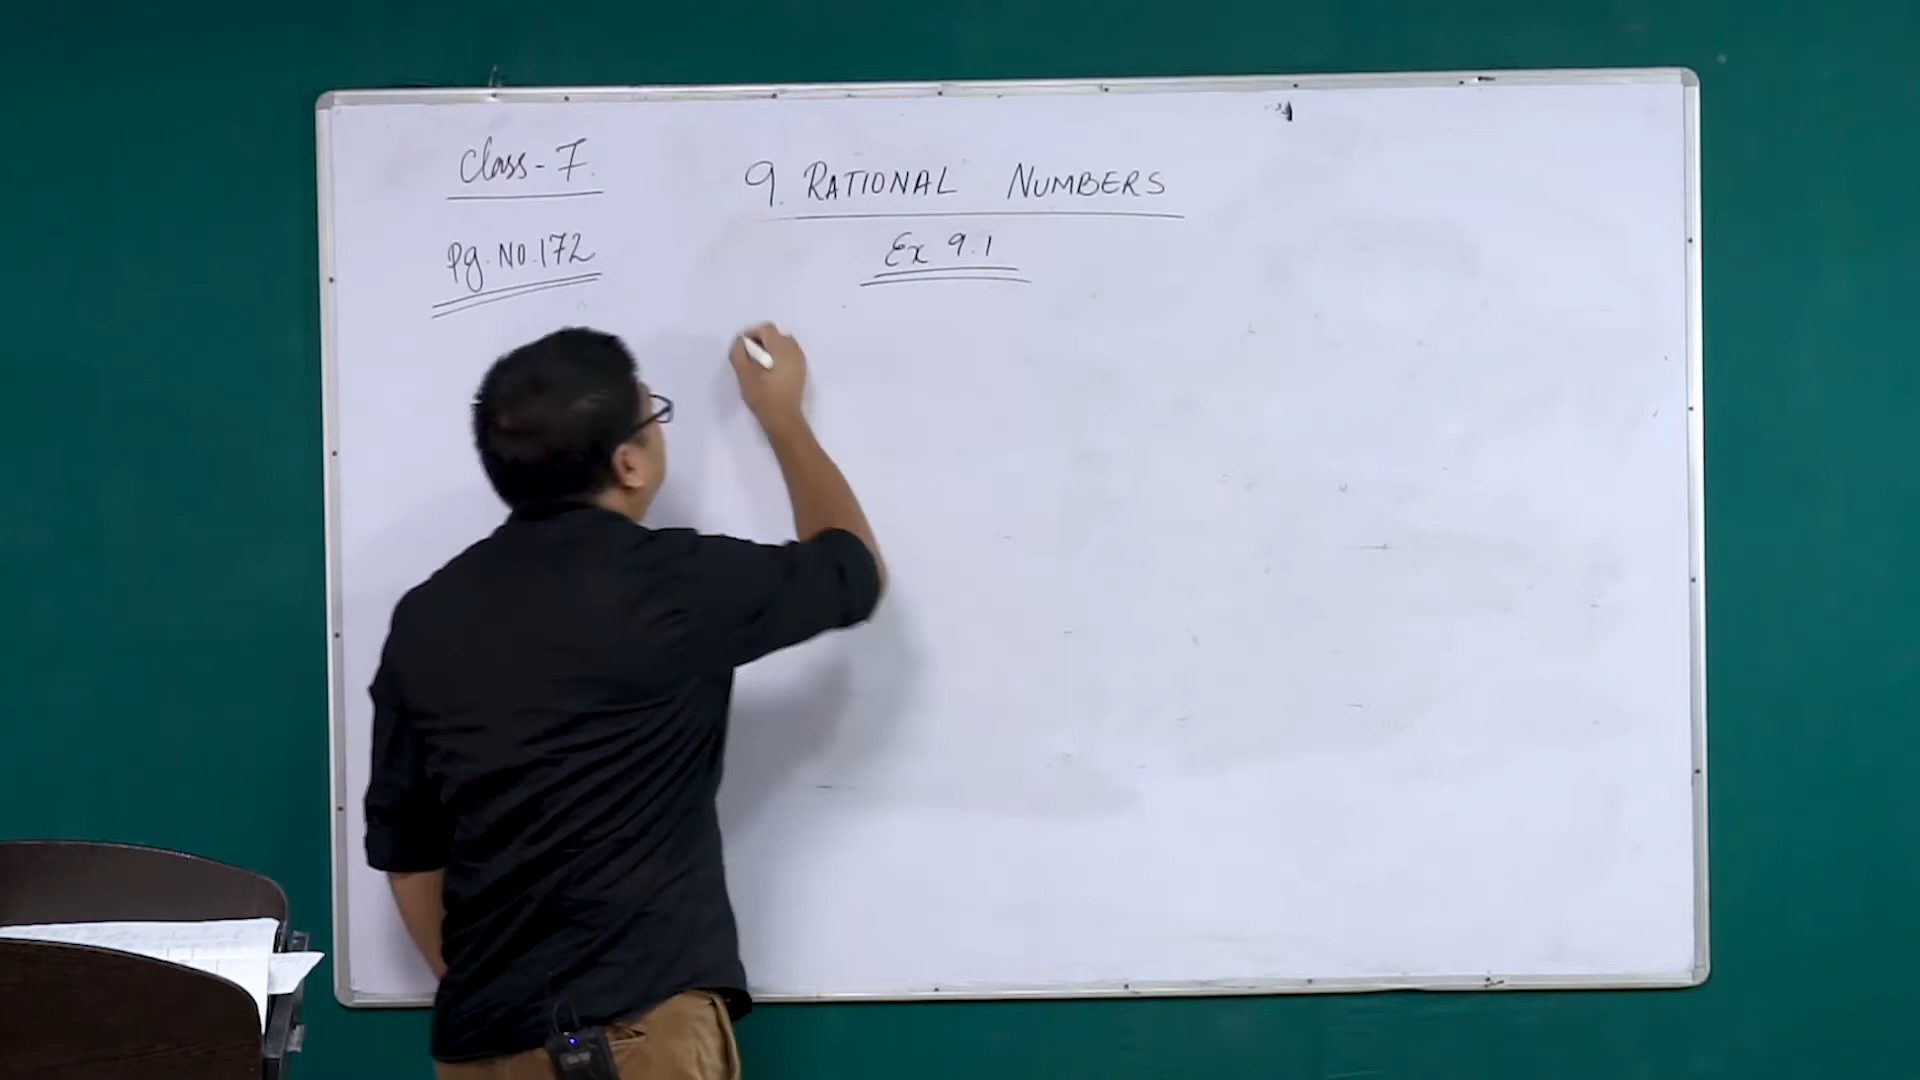 Class - 7.
9. RATIONAL NUMBERS
Pg. No. 172
Ex 9.1